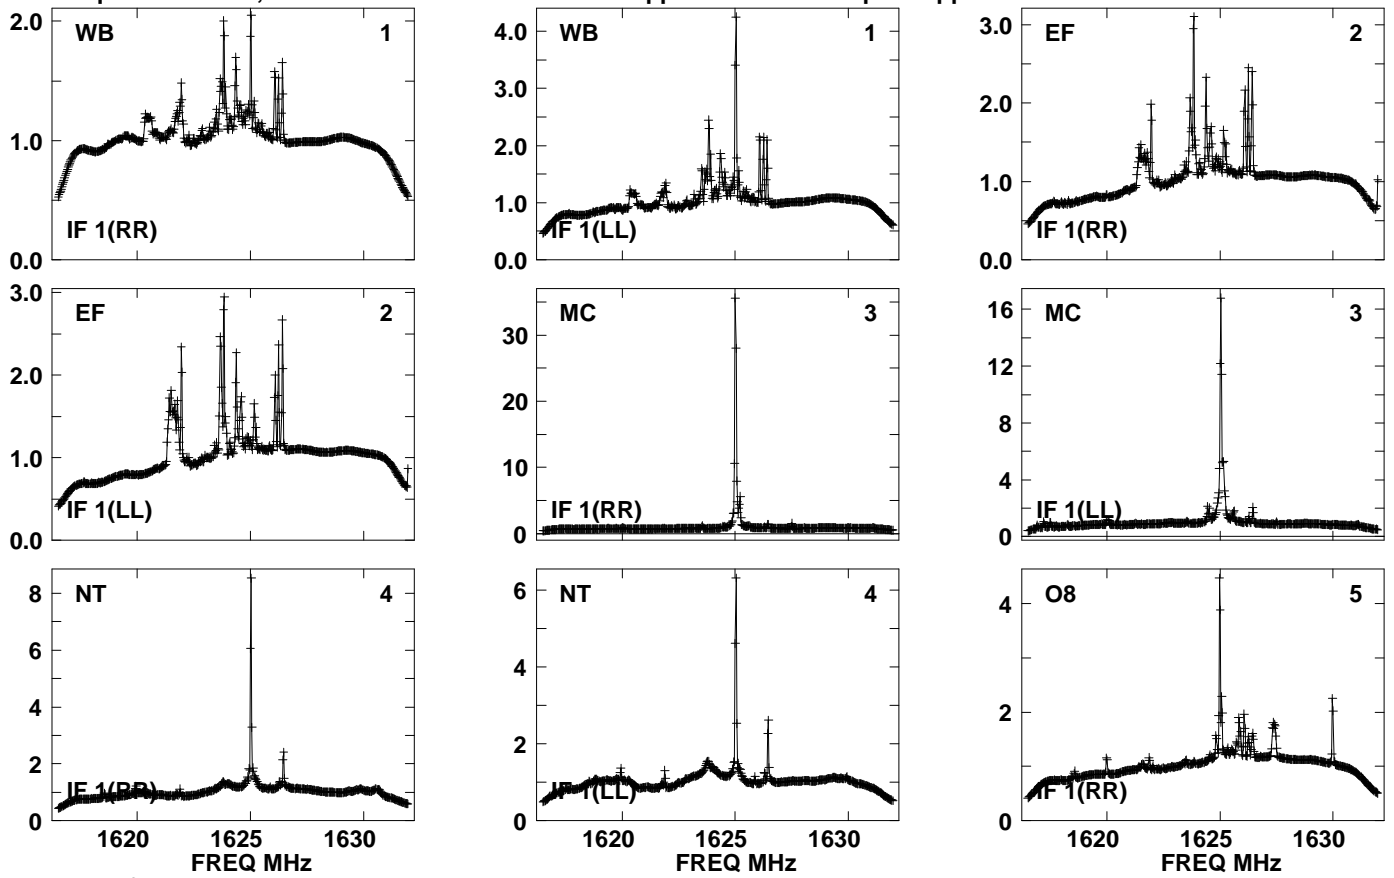 WB 1 WB 1 EF 2
2.0 4.0 3.0
3.0 2.0
1.0 2.0
1.0 1.0
IF 1(RR) IF 1(LL) IF 1(RR)
0.0 0.0 0.0
EF 2 MC 3 MC 3
3.0 30 16
2.0 20 12
1.0 10 8
4
IF 1(LL) IF 1(RR) IF 1(LL)
0.0 0 0
NT 4 NT 4 O8 5
8 6 4
6 4
4 2
2 2
IF 1(RR) IF 1(LL) IF 1(RR)
0 0 0
1620 1625 1630 1620 1625 1630 1620 1625 1630
FREQ MHz FREQ MHz FREQ MHz